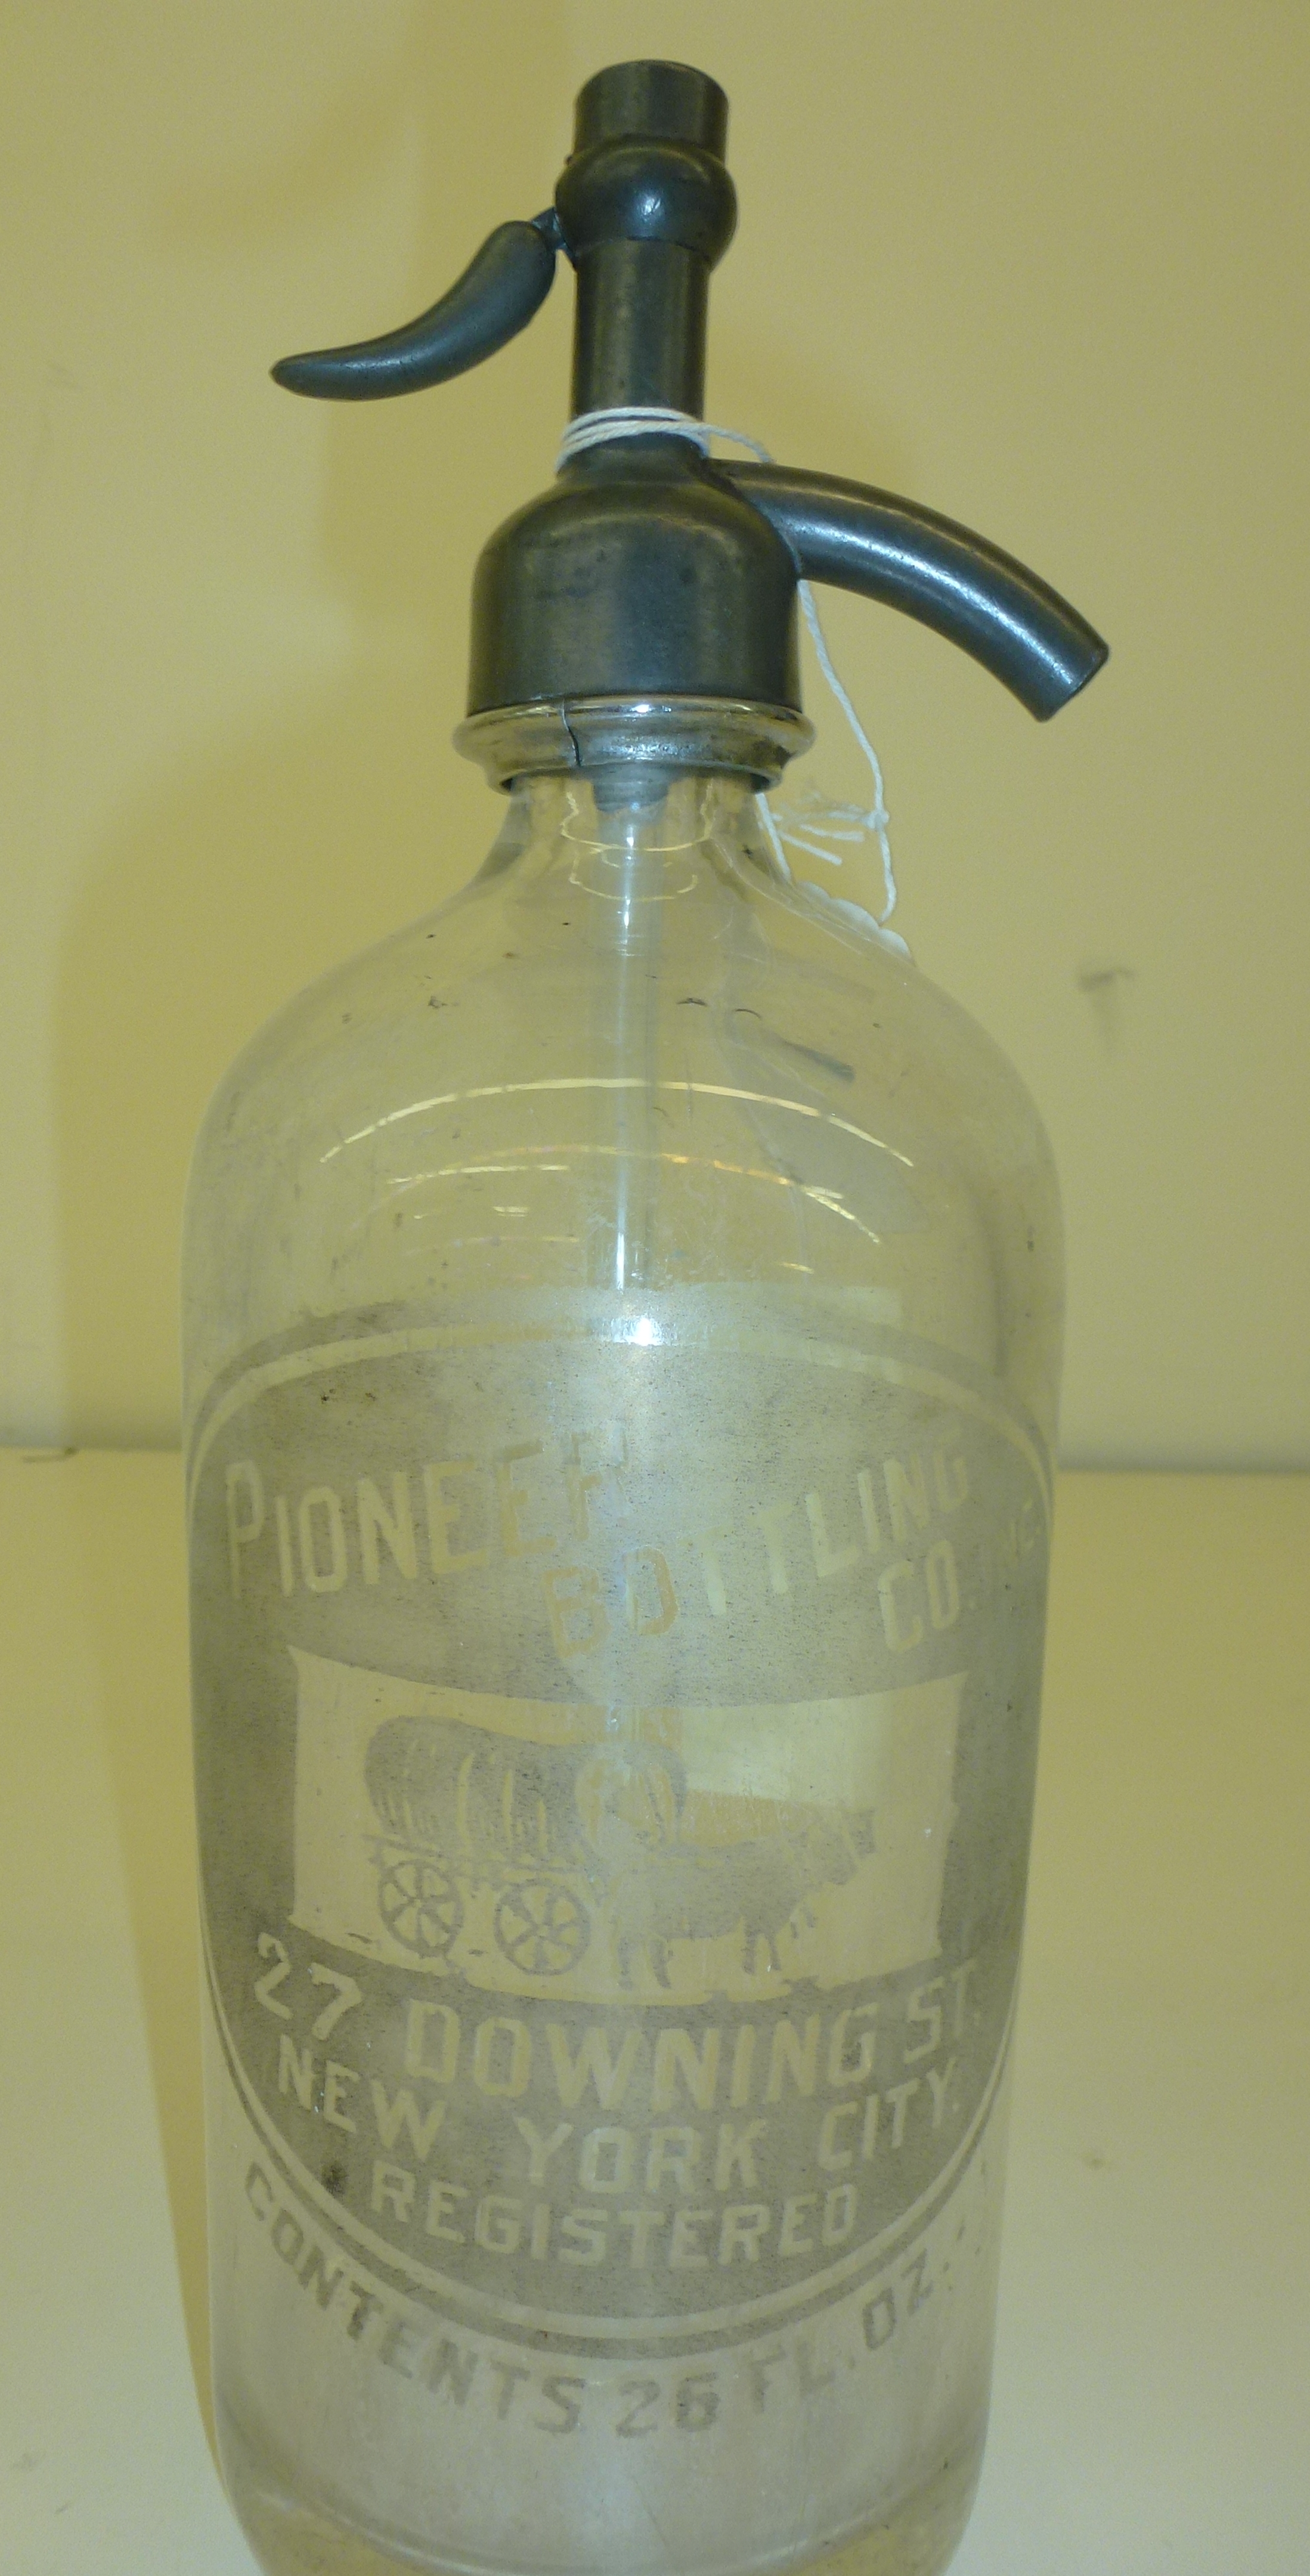 PIONEER
BOTTLING
CO. INC.
27 DOWNING ST.
NEW YORK CITY.
REGISTERED
CONTENTS 26 FL. OZ.